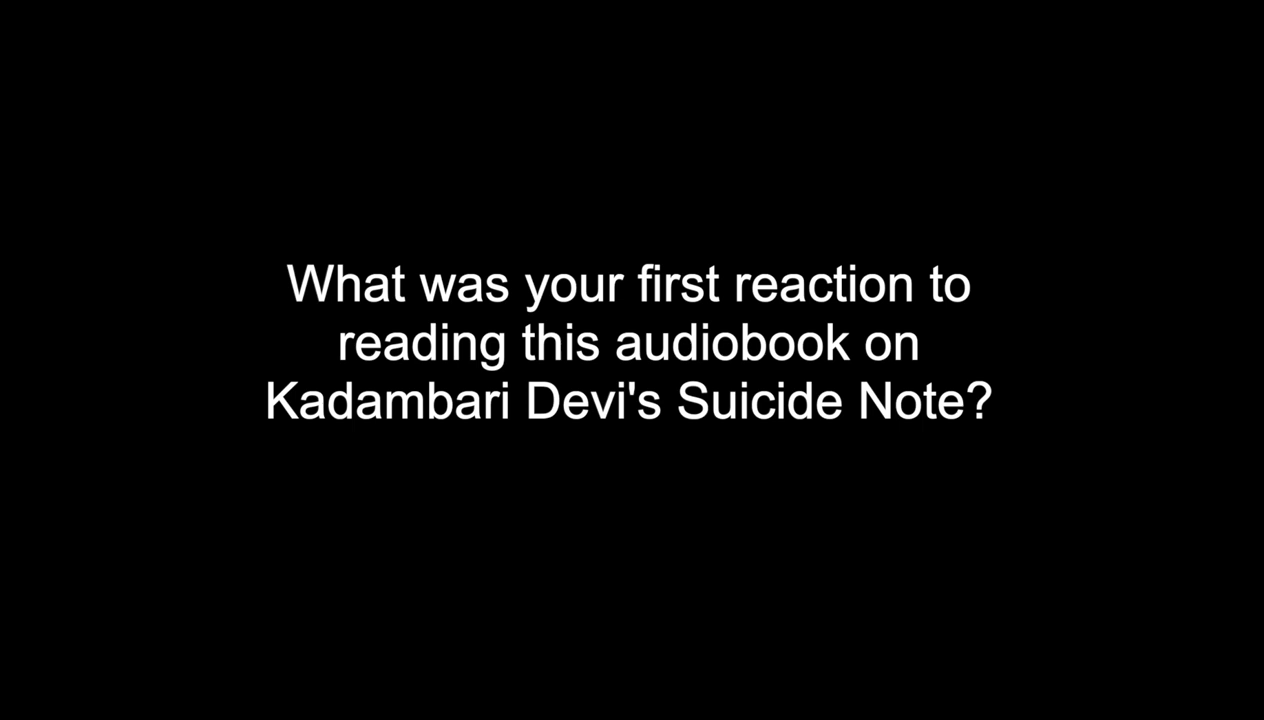 What was your first reaction to
reading this audiobook on
Kadambari Devi's Suicide Note?